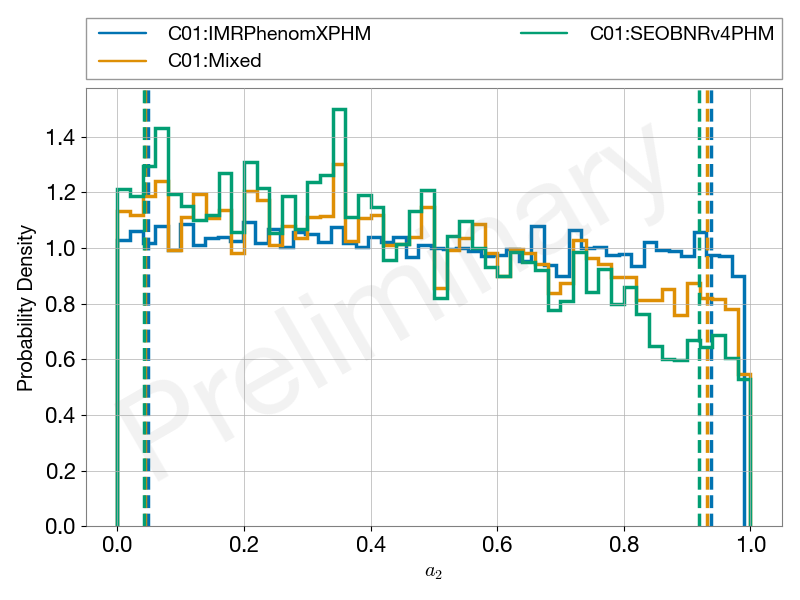 C01:IMRPhenomXPHM
C01:Mixed
C01:SEOBNRv4PHM
Preliminary
Probability Density
1.4
1.2
1.0
0.8
0.6
0.4
0.2
0.0
0.0 0.2 0.4 0.6 0.8 1.0
a₂